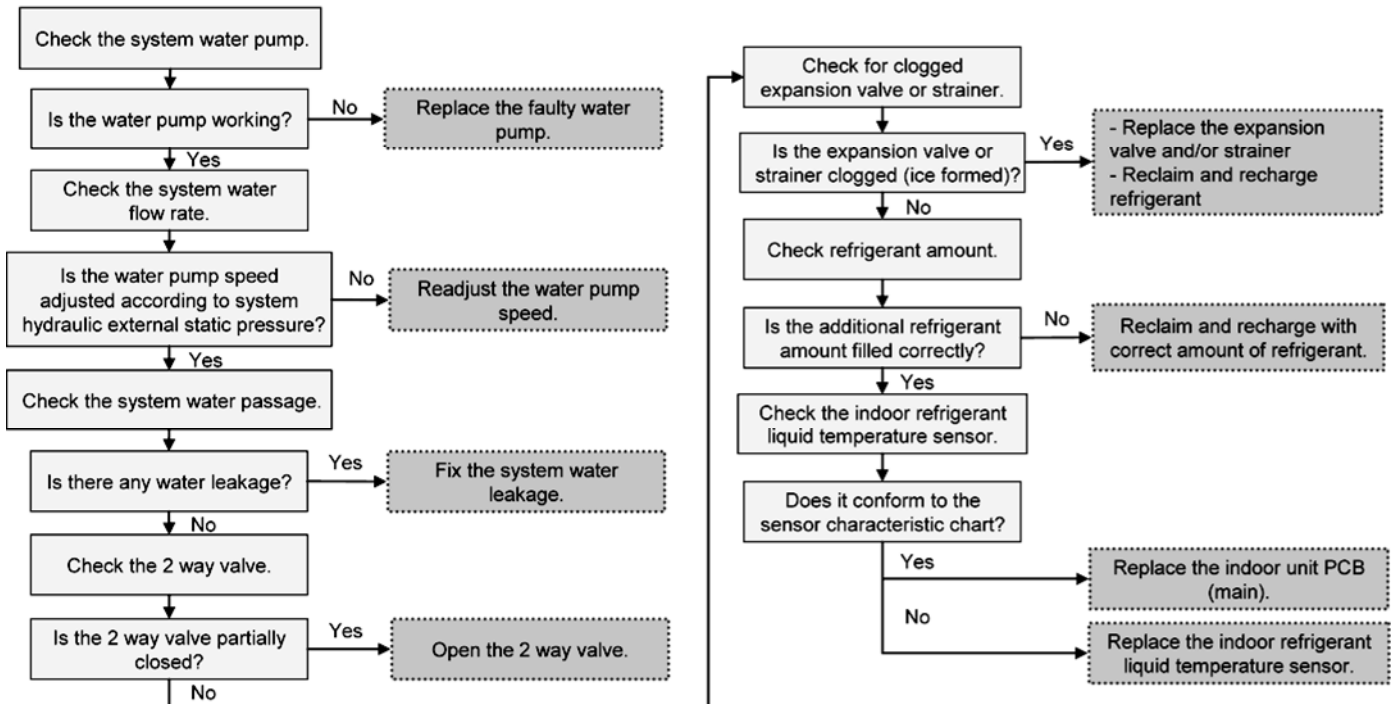 Check the system water pump.
Is the water pump working?
No
Replace the faulty water
pump.
Yes
Check the system water
flow rate.
Is the water pump speed
adjusted according to system
hydraulic external static pressure?
No
Readjust the water pump
speed.
Yes
Check the system water passage.
Is there any water leakage?
Yes
Fix the system water
leakage.
No
Check the 2 way valve.
Is the 2 way valve partially
closed?
Yes
Open the 2 way valve.
No
Check for clogged
expansion valve or strainer.
Is the expansion valve or
strainer clogged (ice formed)?
Yes
- Replace the expansion
valve and/or strainer
- Reclaim and recharge
refrigerant
No
Check refrigerant amount.
Is the additional refrigerant
amount filled correctly?
No
Reclaim and recharge with
correct amount of refrigerant.
Yes
Check the indoor refrigerant
liquid temperature sensor.
Does it conform to the
sensor characteristic chart?
Yes
Replace the indoor unit PCB
(main).
No
Replace the indoor refrigerant
liquid temperature sensor.